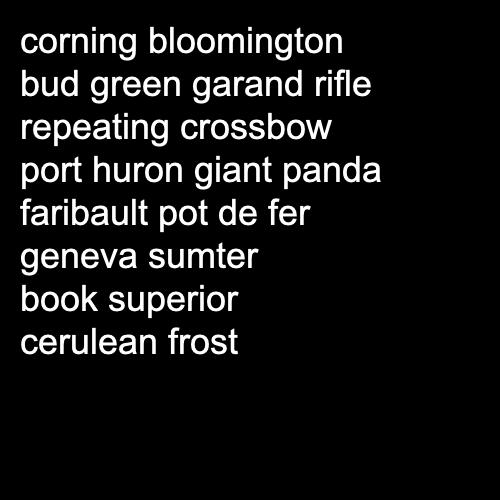 corning bloomington
bud green garand rifle
repeating crossbow
port huron giant panda
faribault pot de fer
geneva sumter
book superior
cerulean frost